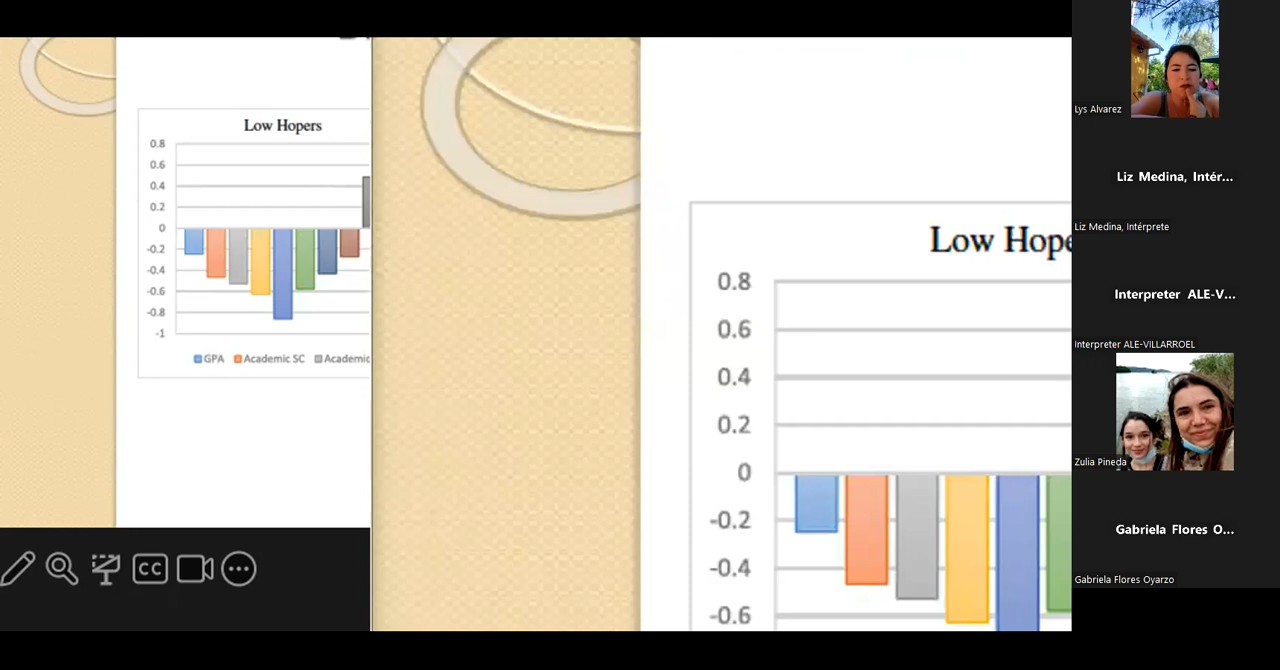 Low Hopers
0.8
0.6
0.4
0.2
0
-0.2
-0.4
-0.6
-0.8
-1
GPA Academic SC Academic
CC
Low Hope
0.8
0.6
0.4
0.2
0
-0.2
-0.4
-0.6
Lys Alvarez
Liz Medina, Intér...
Liz Medina, Intérprete
Interpreter ALE-V...
Interpreter ALE-VILLARROEL
Zulia Pineda
Gabriela Flores O...
Gabriela Flores Oyarzo